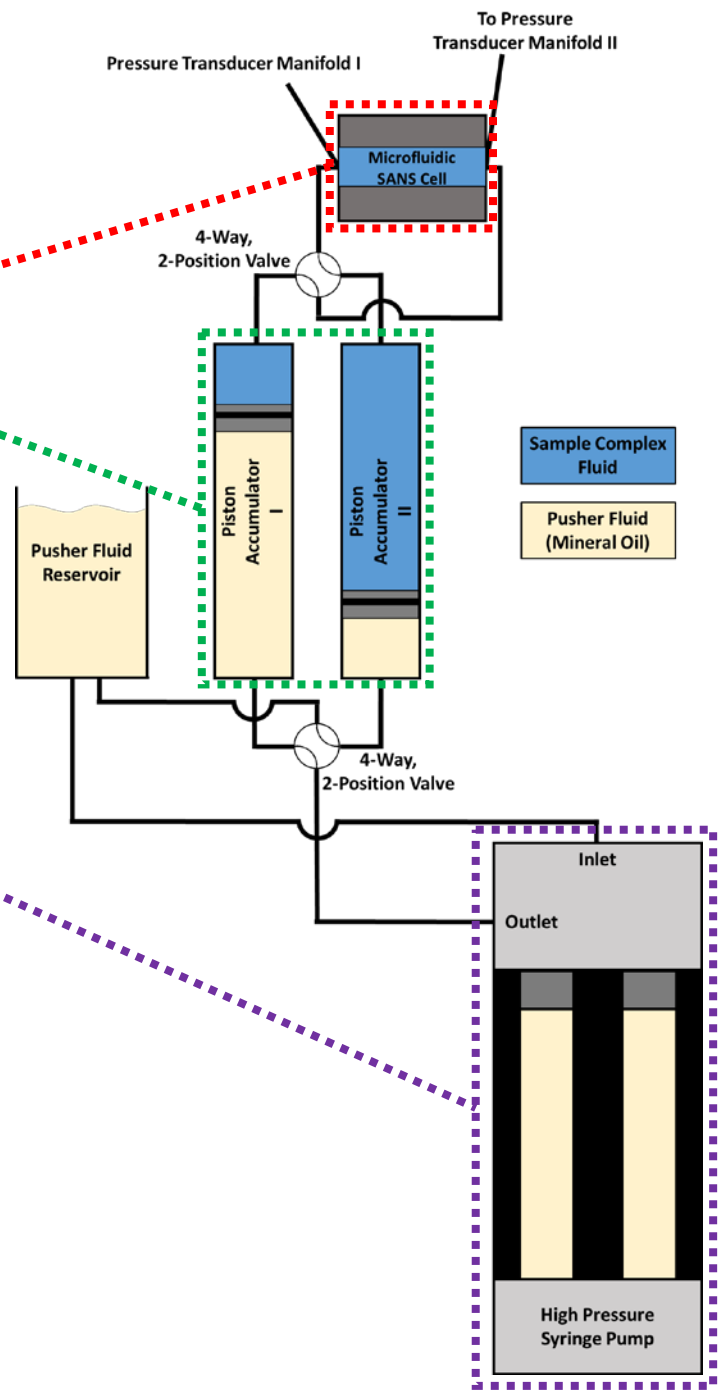 To Pressure
Transducer Manifold II
Pressure Transducer Manifold I
Microfluidic
SANS Cell
4-Way,
2-Position Valve
Sample Complex
Fluid
Pusher Fluid
(Mineral Oil)
Piston
Accumulator
I
Piston
Accumulator
II
Pusher Fluid
Reservoir
4-Way,
2-Position Valve
Inlet
Outlet
High Pressure
Syringe Pump